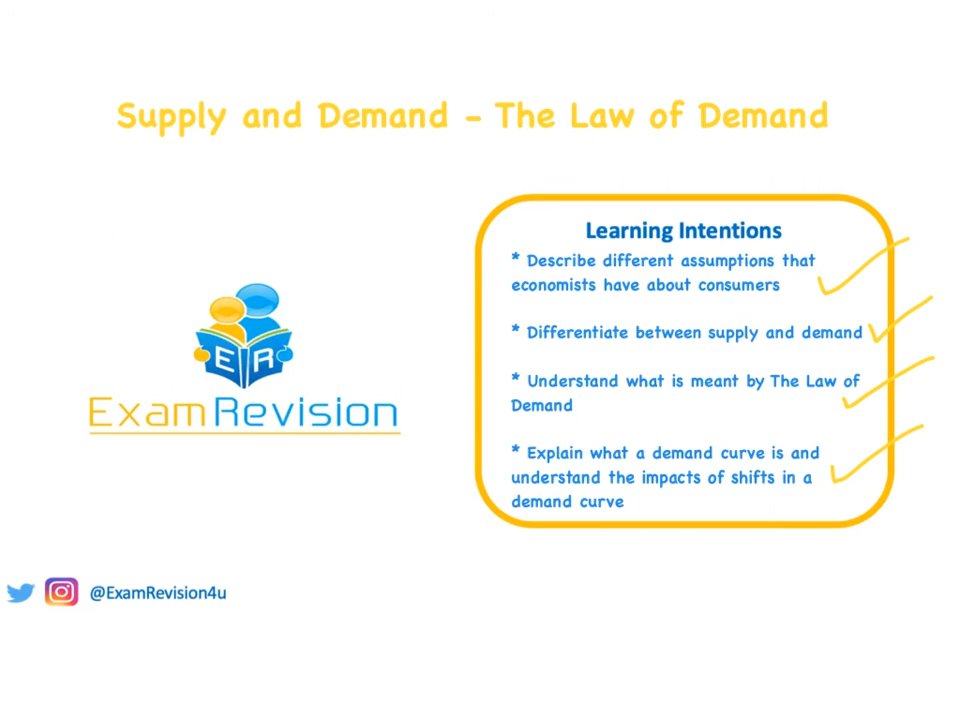 Supply and Demand - The Law of Demand
Learning Intentions
* Describe different assumptions that
economists have about consumers
* Differentiate between supply and demand
* Understand what is meant by The Law of
Demand
* Explain what a demand curve is and
understand the impacts of shifts in a
demand curve
E R
ExamRevision
@ExamRevision4u